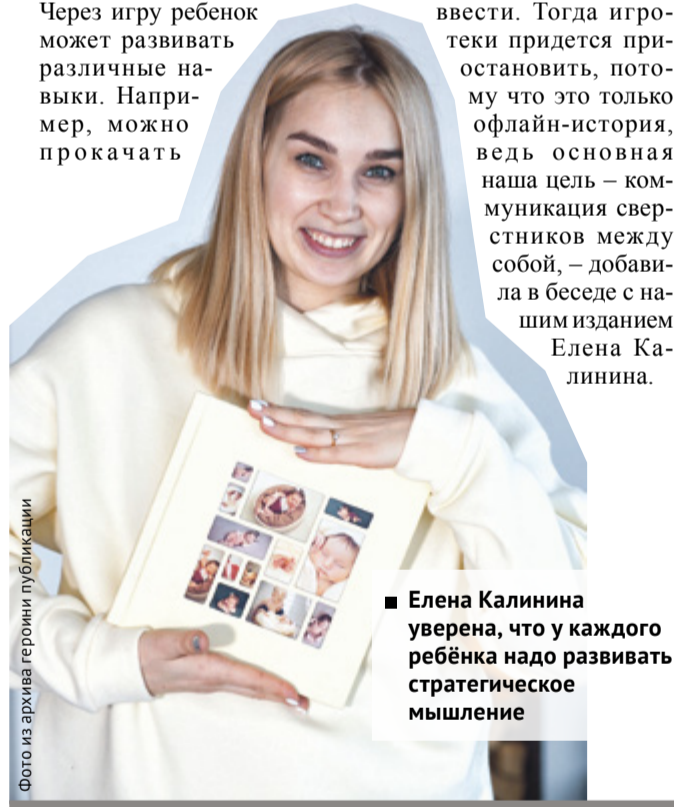 Через игру ребенок
может развивать
различные на-
выки. Напри-
мер, можно
прокачать
ввести. Тогда игро-
теки придется при-
остановить, пото-
му что это только
офлайн-история,
ведь основная
наша цель – ком-
муникация свер-
стников между
собой, – добави-
ла в беседе с на-
шим изданием
Елена Ка-
линина.
Фото из архива героини публикации
Елена Калинина
уверена, что у каждого
ребёнка надо развивать
стратегическое
мышление